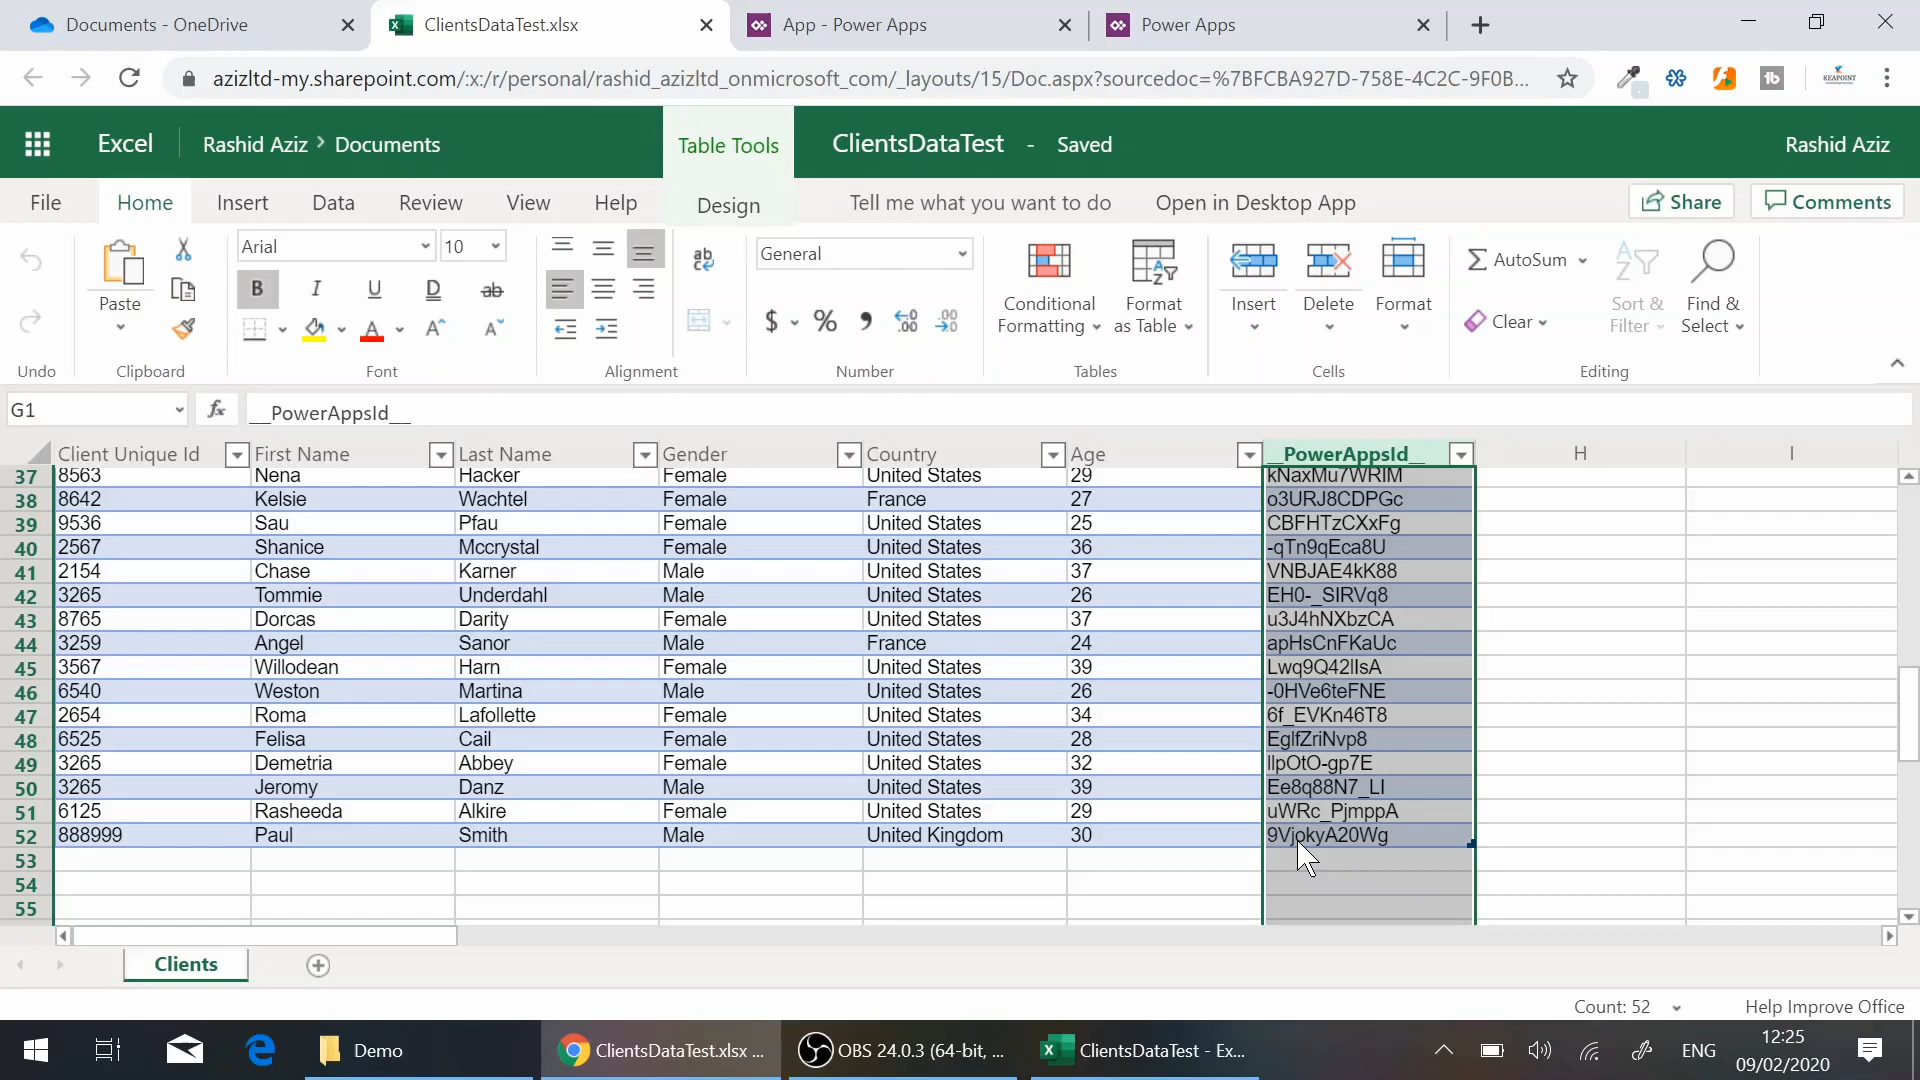 Documents - OneDrive
ClientsDataTest.xlsx
App - Power Apps
Power Apps
azizltd-my.sharepoint.com/:x:/r/personal/rashid_azizltd_onmicrosoft_com/_layouts/15/Doc.aspx?sourcedoc=%7BFCBA927D-758E-4C2C-9F0B...
Excel Rashid Aziz > Documents Table Tools ClientsDataTest - Saved Rashid Aziz
File Home Insert Data Review View Help Design Tell me what you want to do Open in Desktop App Share Comments
Paste
Arial 10
General
Conditional Formatting
Format as Table
Insert Delete Format
AutoSum
Clear
Sort & Filter
Find & Select
Undo Clipboard Font Alignment Number Tables Cells Editing
G1 fx __PowerAppsId__
Client Unique Id First Name Last Name Gender Country Age __PowerAppsId__ H I
37 8563 Nena Hacker Female United States 29 kNaxMu7WRIM
38 8642 Kelsie Wachtel Female France 27 o3URJ8CDPGc
39 9536 Sau Pfau Female United States 25 CBFHTzCXxFg
40 2567 Shanice Mccrystal Female United States 36 -qTn9qEca8U
41 2154 Chase Karner Male United States 37 VNBJAE4kK88
42 3265 Tommie Underdahl Male United States 26 EH0-_SIRVq8
43 8765 Dorcas Darity Female United States 37 u3J4hNXbzCA
44 3259 Angel Sanor Male France 24 apHsCnFKaUc
45 3567 Willodean Harn Female United States 39 Lwq9Q42lIsA
46 6540 Weston Martina Male United States 26 -0HVe6teFNE
47 2654 Roma Lafollette Female United States 34 6f_EVKn46T8
48 6525 Felisa Cail Female United States 28 EglfZriNvp8
49 3265 Demetria Abbey Female United States 32 llpOtO-gp7E
50 3265 Jeromy Danz Male United States 39 Ee8q88N7_LI
51 6125 Rasheeda Alkire Female United States 29 uWRc_PjmppA
52 888999 Paul Smith Male United Kingdom 30 9VjokyA20Wg
53
54
55
Clients
Count: 52 Help Improve Office
Demo
ClientsDataTest.xlsx ...
OBS 24.0.3 (64-bit, ...
ClientsDataTest - Ex...
ENG
12:25
09/02/2020